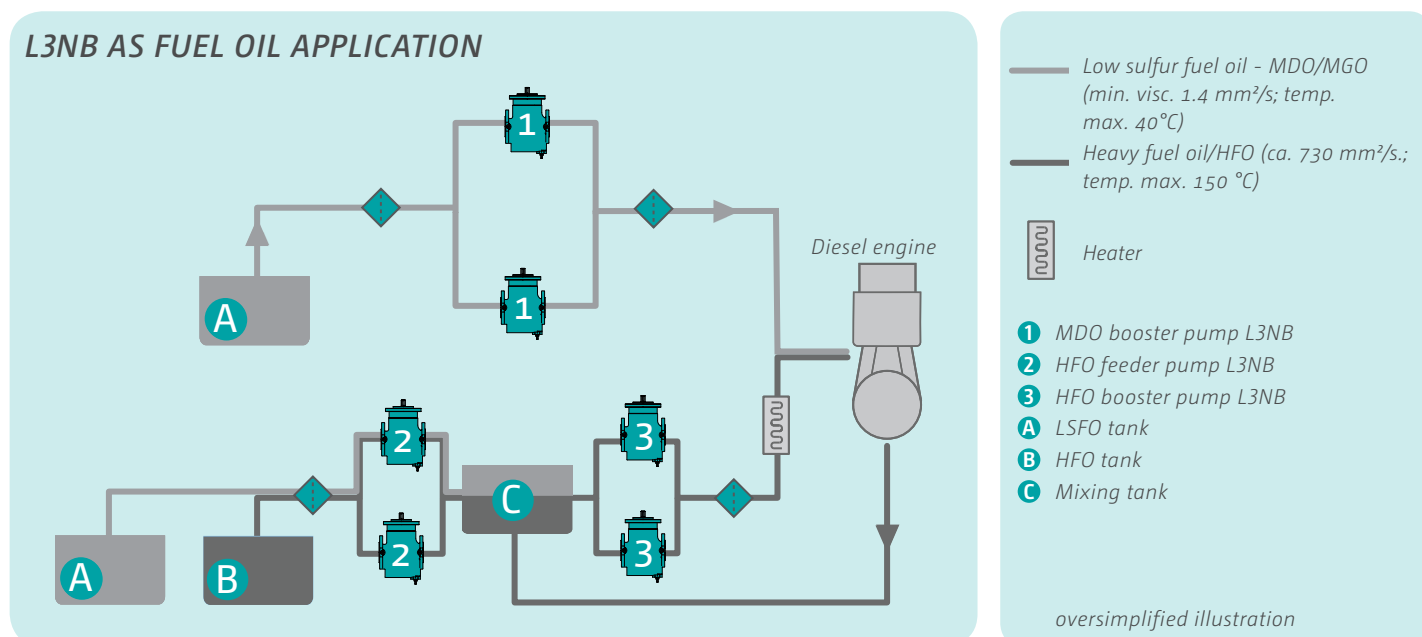 L3NB AS FUEL OIL APPLICATION
1
1
A
Diesel engine
2
2
3
3
C
A
B
Low sulfur fuel oil - MDO/MGO
(min. visc. 1.4 mm²/s; temp.
max. 40°C)
Heavy fuel oil/HFO (ca. 730 mm²/s.;
temp. max. 150 °C)
Heater
1 MDO booster pump L3NB
2 HFO feeder pump L3NB
3 HFO booster pump L3NB
A LSFO tank
B HFO tank
C Mixing tank
oversimplified illustration